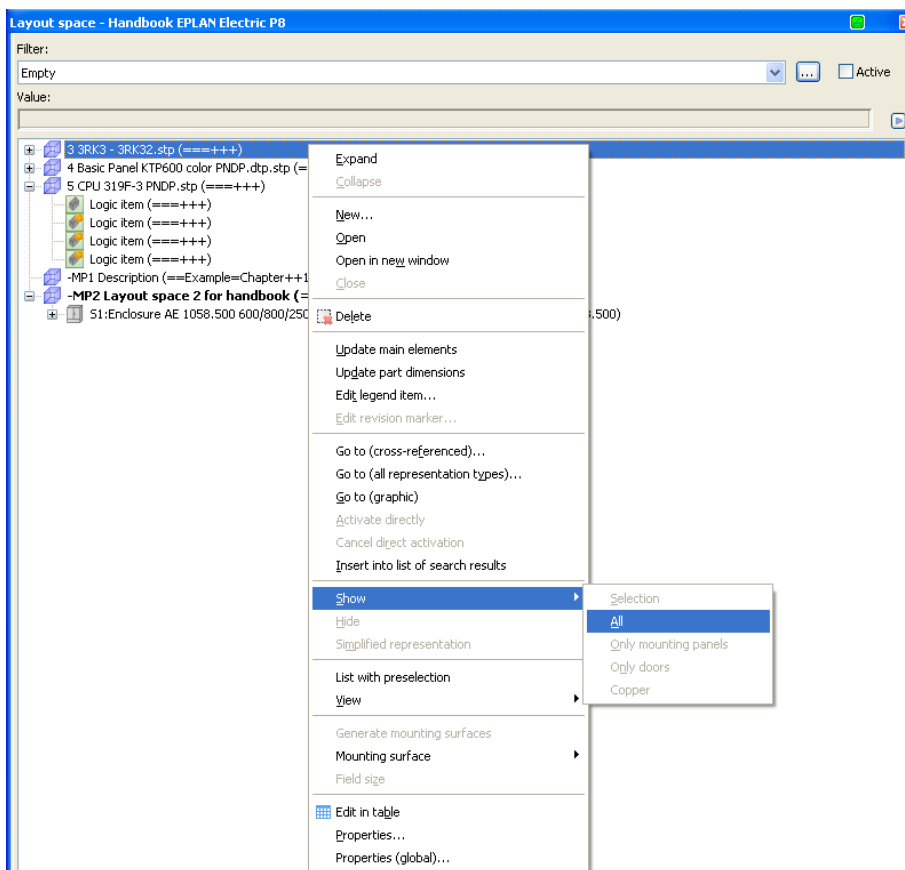 Layout space - Handbook EPLAN Electric P8
Filter:
Empty
...
Active
Value:
3 3RK3 - 3RK32.stp (===+++)
4 Basic Panel KTP600 color PNDP.dtp.stp (=
5 CPU 319F-3 PNDP.stp (===+++)
Logic item (===+++)
Logic item (===+++)
Logic item (===+++)
Logic item (===+++)
-MP1 Description (==Example=Chapter++1
-MP2 Layout space 2 for handbook (=
S1:Enclosure AE 1058.500 600/800/250
.500)
Expand
Collapse
New...
Open
Open in new window
Close
Delete
Update main elements
Update part dimensions
Edit legend item...
Edit revision marker...
Go to (cross-referenced)...
Go to (all representation types)...
Go to (graphic)
Activate directly
Cancel direct activation
Insert into list of search results
Show
Hide
Simplified representation
List with preselection
View
Generate mounting surfaces
Mounting surface
Field size
Edit in table
Properties...
Properties (global)...
Selection
All
Only mounting panels
Only doors
Copper